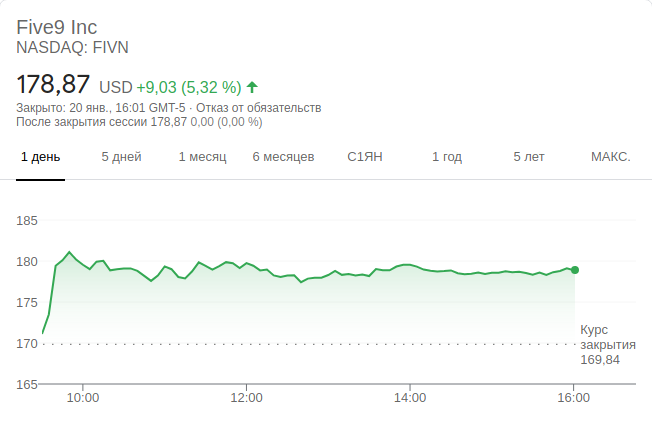 Five9 Inc
NASDAQ: FIVN
178,87 USD +9,03 (5,32 %)
Закрыто: 20 янв., 16:01 GMT-5 · Отказ от обязательств
После закрытия сессии 178,87 0,00 (0,00 %)
1 день 5 дней 1 месяц 6 месяцев С1ЯН 1 год 5 лет МАКС.
185
180
175
170
165
Курс
закрытия
169,84
10:00 12:00 14:00 16:00